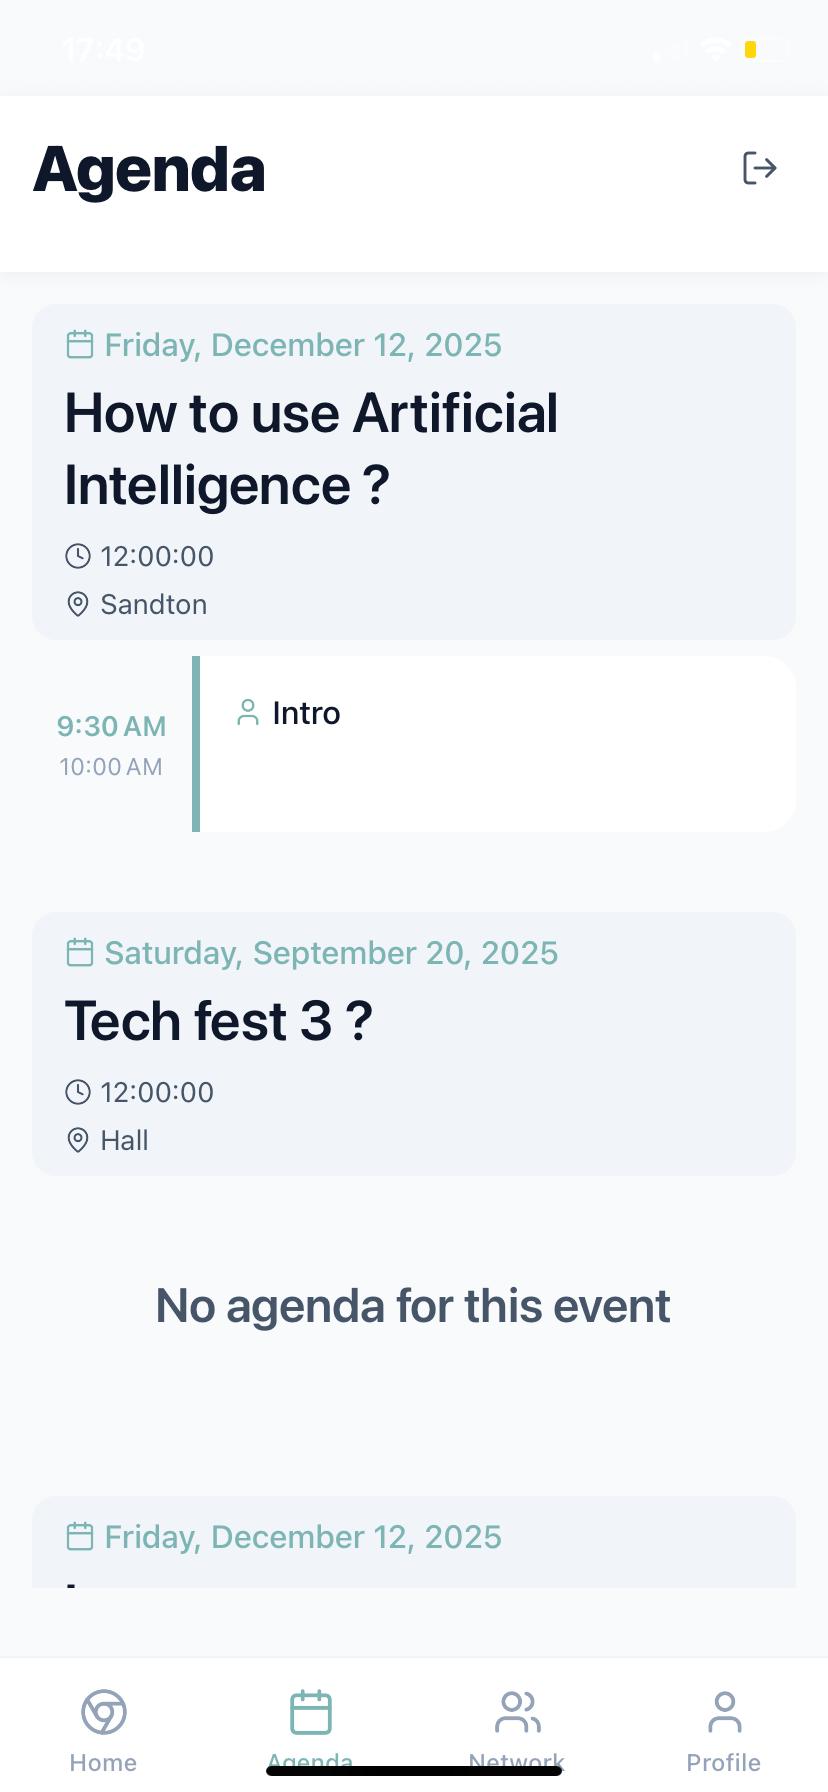 17:49
Agenda
Friday, December 12, 2025
How to use Artificial
Intelligence ?
12:00:00
Sandton
9:30 AM
10:00 AM
Intro
Saturday, September 20, 2025
Tech fest 3 ?
12:00:00
Hall
No agenda for this event
Friday, December 12, 2025
Home
Agenda
Network
Profile